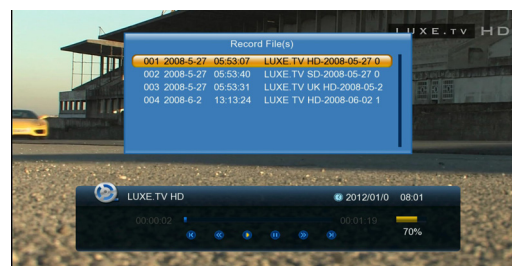 LUXE.TV HD
Record File(s)
001 2008-5-27 05:53:07 LUXE.TV HD-2008-05-27 0
002 2008-5-27 05:53:40 LUXE.TV SD-2008-05-27 0
003 2008-5-27 05:53:31 LUXE.TV UK HD-2008-05-2
004 2008-6-2 13:13:24 LUXE TV HD-2008-06-02 1
LUXE.TV HD 2012/01/0 08:01
00:00:02 00:01:19
70%